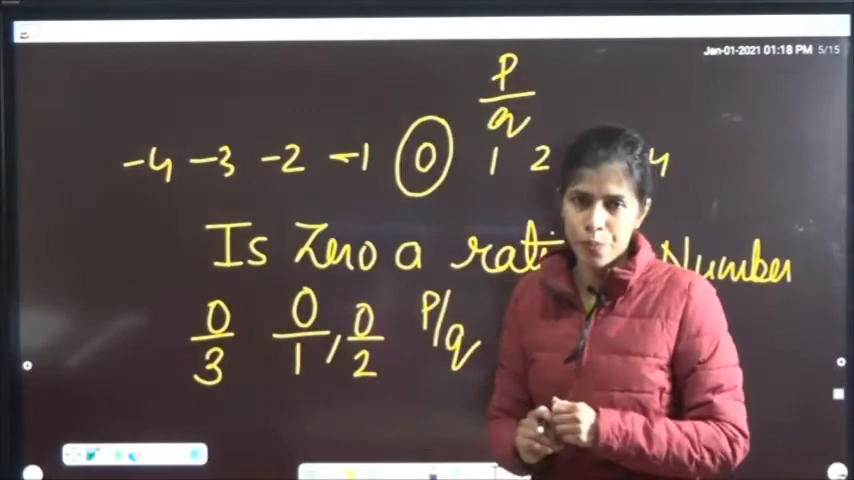 Jan-01-2021 01:18 PM 5/15
P/q
-4 -3 -2 -1 0 1 2 4
Is Zero a Number
0/3 0/1, 0/2 P/q